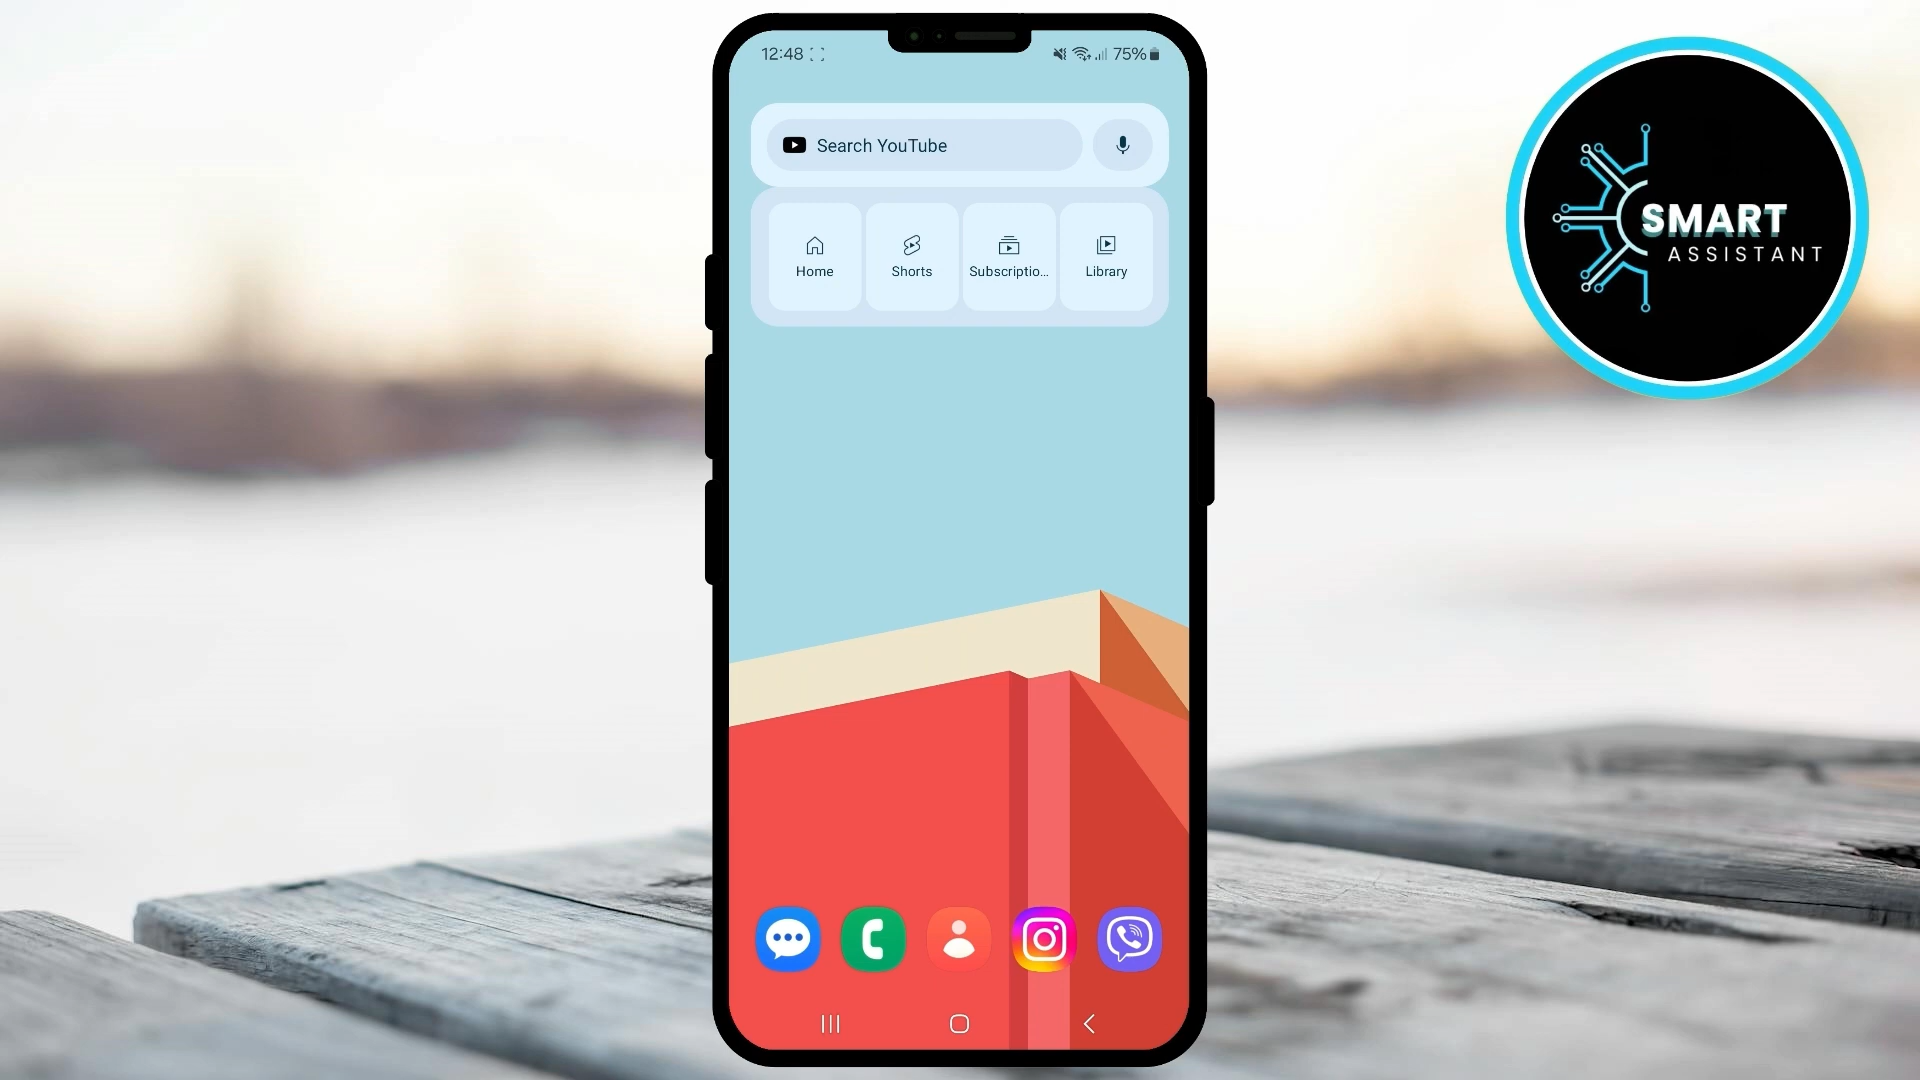 12:48
75%
Search YouTube
Home
Shorts
Subscriptio...
Library
SMART
ASSISTANT